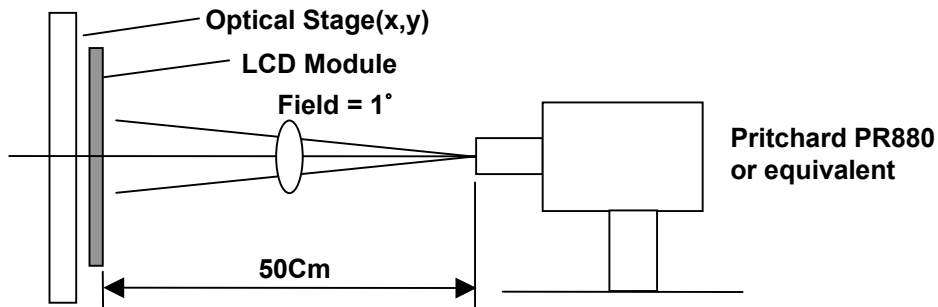 Optical Stage(x,y)
LCD Module
Field = 1˚
Pritchard PR880
or equivalent
50Cm